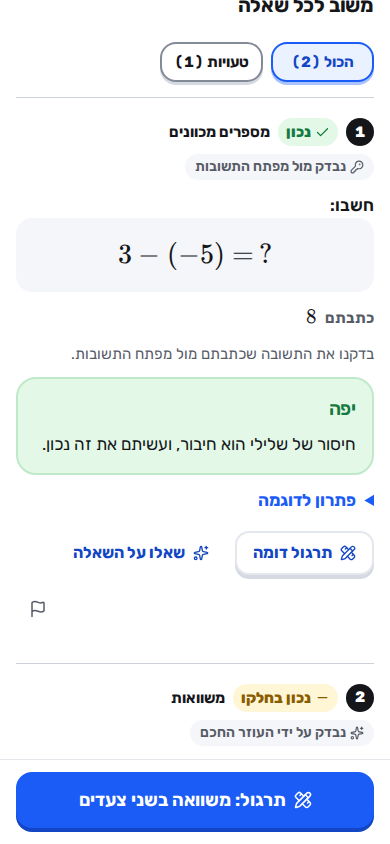 משוב לכל שאלה
הכול (2)
טעויות (1)
1 נכון מספרים מכוונים
נבדק מול מפתח התשובות
חשבו:
3 − (−5) = ?
כתבתם 8
בדקנו את התשובה שכתבתם מול מפתח התשובות.
יפה
חיסור של שלילי הוא חיבור, ועשיתם את זה נכון.
פתרון לדוגמה
תרגול דומה
שאלו על השאלה
2 נכון בחלקו משוואות
נבדק על ידי העוזר החכם
תרגול: משוואה בשני צעדים